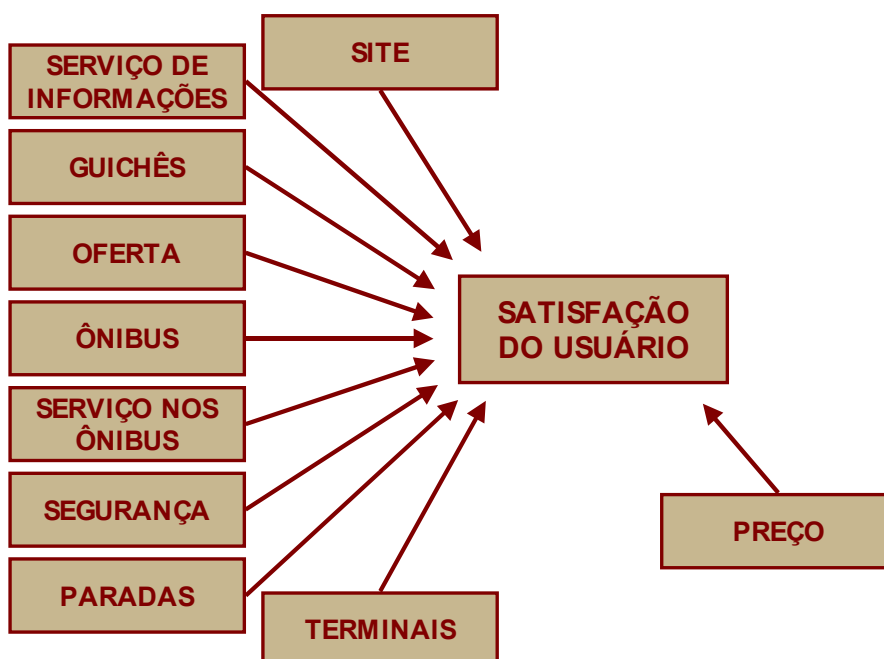 SITE
SERVIÇO DE
INFORMAÇÕES
GUICHÊS
OFERTA
ÔNIBUS
SERVIÇO NOS
ÔNIBUS
SEGURANÇA
PARADAS
TERMINAIS
SATISFAÇÃO
DO USUÁRIO
PREÇO